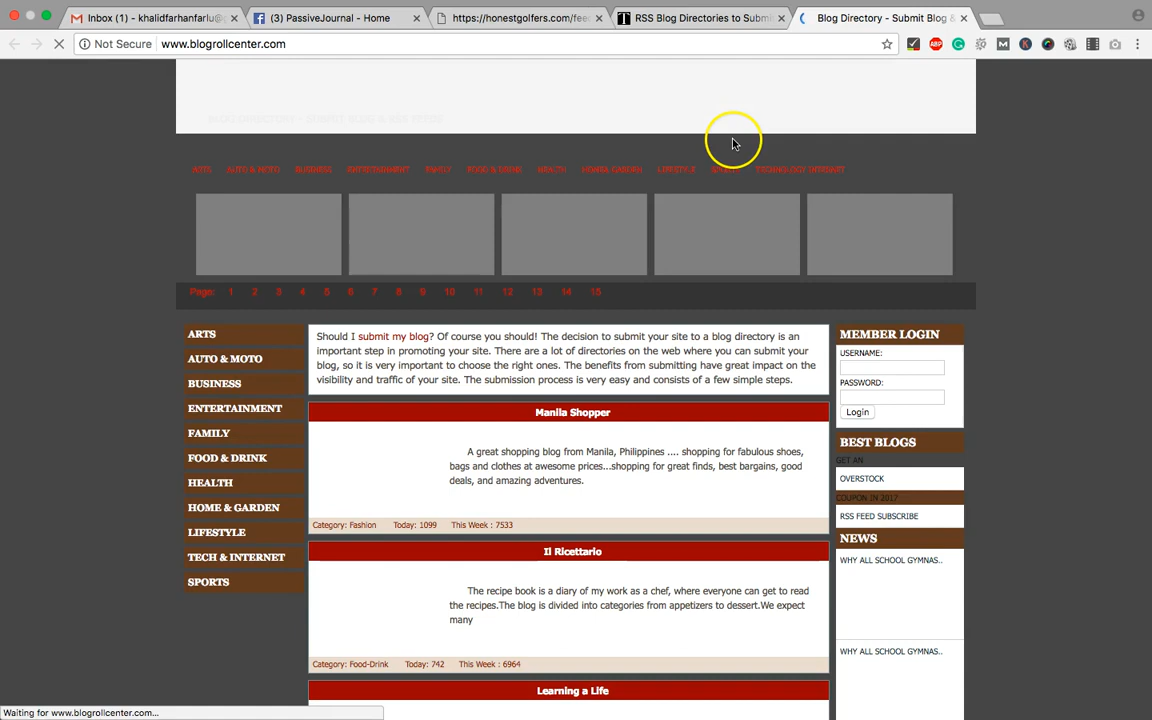 Inbox (1) - khalidfarhanfarlu@g
(3) PassiveJournal - Home
https://honestgolfers.com/fee
RSS Blog Directories to Submi
Blog Directory - Submit Blog &
Not Secure
www.blogrollcenter.com
BLOG DIRECTORY - SUBMIT BLOG & RSS FEEDS
ARTS AUTO & MOTO BUSINESS ENTERTAINMENT FAMILY FOOD & DRINK HEALTH HOME& GARDEN LIFESTYLE SPORTS TECHNOLOGY INTERNET
Page: 1 2 3 4 5 6 7 8 9 10 11 12 13 14 15
ARTS
AUTO & MOTO
BUSINESS
ENTERTAINMENT
FAMILY
FOOD & DRINK
HEALTH
HOME & GARDEN
LIFESTYLE
TECH & INTERNET
SPORTS
Should I submit my blog? Of course you should! The decision to submit your site to a blog directory is an
important step in promoting your site. There are a lot of directories on the web where you can submit your
blog, so it is very important to choose the right ones. The benefits from submitting have great impact on the
visibility and traffic of your site. The submission process is very easy and consists of a few simple steps.
Manila Shopper
A great shopping blog from Manila, Philippines .... shopping for fabulous shoes,
bags and clothes at awesome prices...shopping for great finds, best bargains, good
deals, and amazing adventures.
Category: Fashion Today: 1099 This Week : 7533
Il Ricettario
The recipe book is a diary of my work as a chef, where everyone can get to read
the recipes.The blog is divided into categories from appetizers to dessert.We expect
many
Category: Food-Drink Today: 742 This Week : 6964
Learning a Life
MEMBER LOGIN
USERNAME:
PASSWORD:
Login
BEST BLOGS
GET AN
OVERSTOCK
COUPON IN 2017
RSS FEED SUBSCRIBE
NEWS
WHY ALL SCHOOL GYMNAS..
WHY ALL SCHOOL GYMNAS..
Waiting for www.blogrollcenter.com...